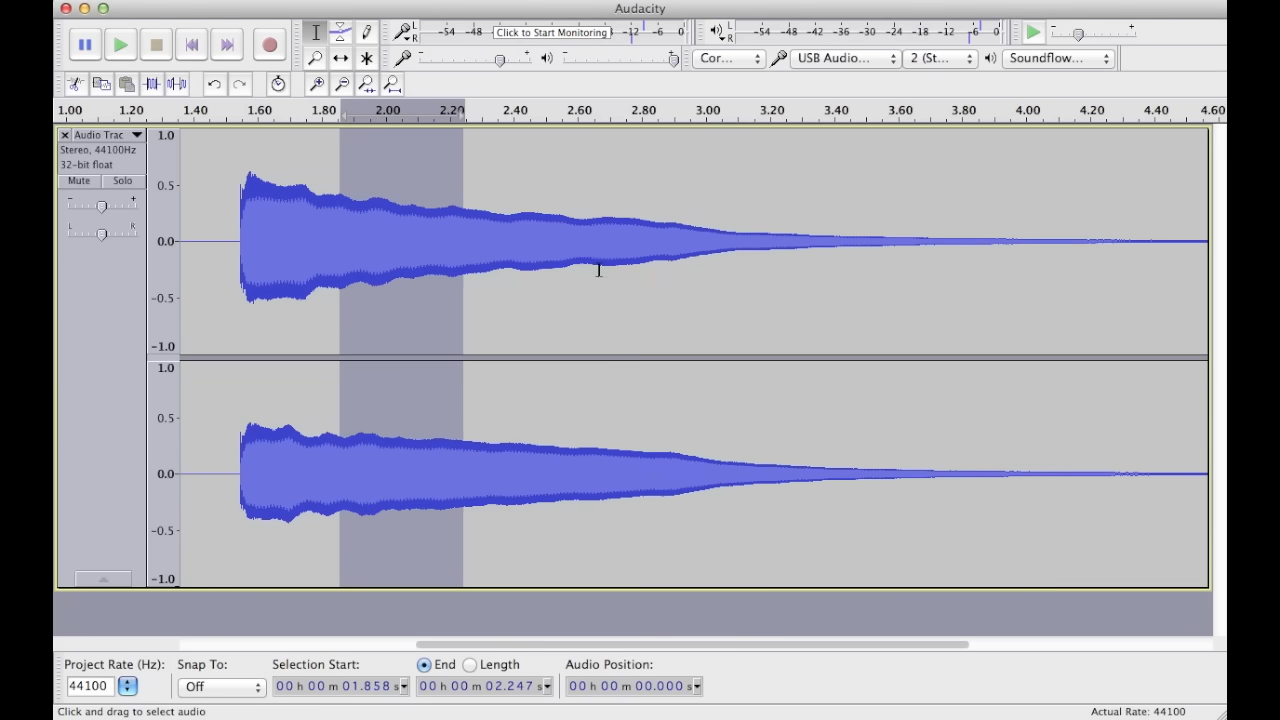 Audacity
L
R
-54 -48 Click to Start Monitoring -12 -6 0
L
R
-54 -48 -42 -36 -30 -24 -18 -12 -6 0
- +
- +
Cor... USB Audio... 2 (St... Soundflow...
1.00 1.20 1.40 1.60 1.80 2.00 2.20 2.40 2.60 2.80 3.00 3.20 3.40 3.60 3.80 4.00 4.20 4.40 4.60
Audio Trac
Stereo, 44100Hz
32-bit float
Mute Solo
- +
L R
1.0
0.5
0.0
-0.5
-1.0
1.0
0.5
0.0
-0.5
-1.0
Project Rate (Hz): Snap To: Selection Start: End Length Audio Position:
44100 Off 00 h 00 m 01.858 s 00 h 00 m 02.247 s 00 h 00 m 00.000 s
Click and drag to select audio Actual Rate: 44100